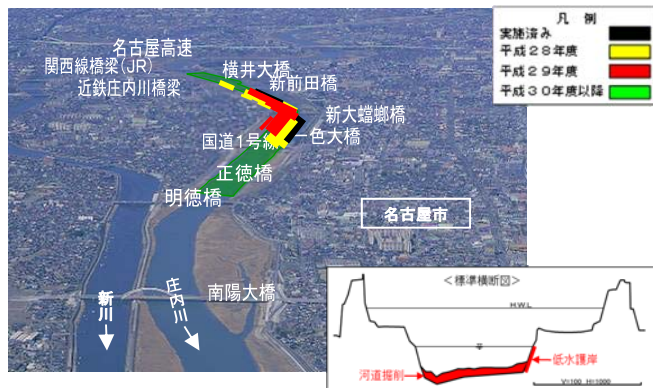 凡 例
実施済み
平成28年度
平成29年度
平成30年度以降
名古屋高速
関西線橋梁(JR)
近鉄庄内川橋梁
横井大橋
新前田橋
新大蟷螂橋
国道1号線
一色大橋
正徳橋
明徳橋
名古屋市
南陽大橋
新川
庄内川
<標準横断図>
H.W.L
河道掘削
低水護岸
V=100 H=1000